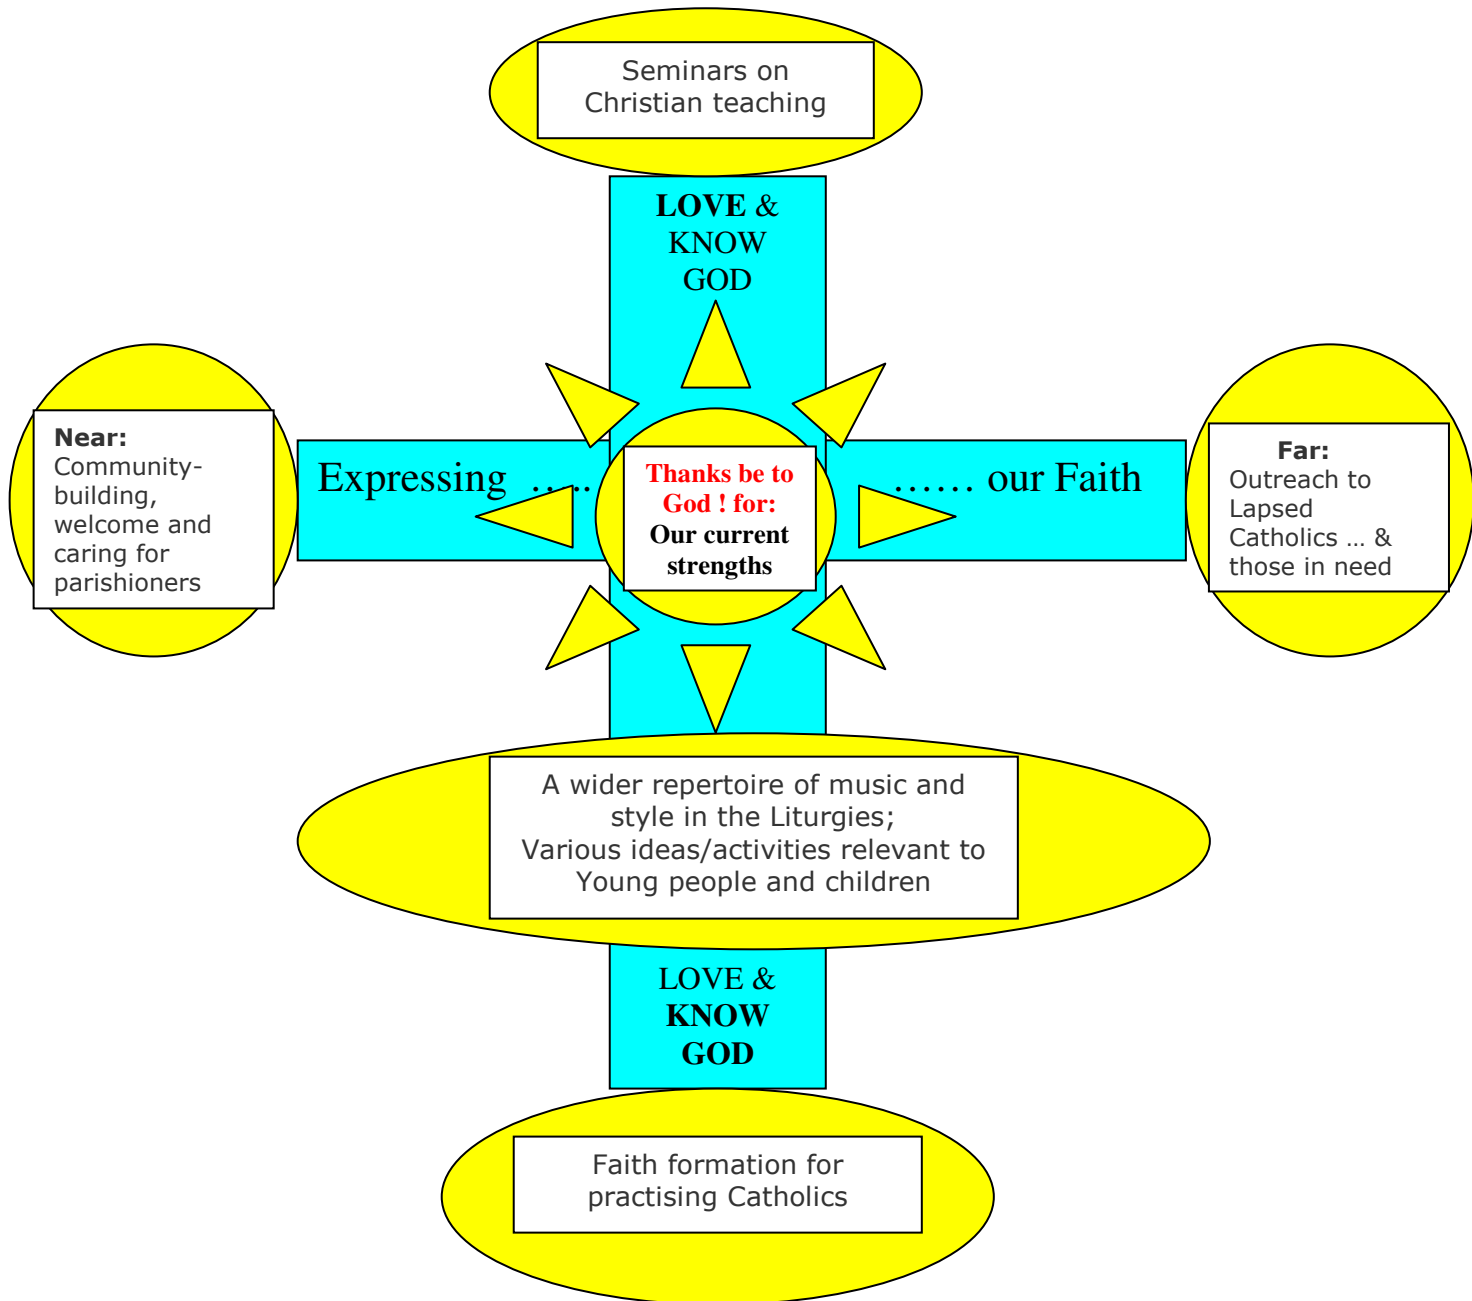 Seminars on
Christian teaching
LOVE &
KNOW
GOD
Near:
Community-
building,
welcome and
caring for
parishioners
Expressing …..
Thanks be to
God ! for:
Our current
strengths
…… our Faith
Far:
Outreach to
Lapsed
Catholics … &
those in need
A wider repertoire of music and
style in the Liturgies;
Various ideas/activities relevant to
Young people and children
LOVE &
KNOW
GOD
Faith formation for
practising Catholics